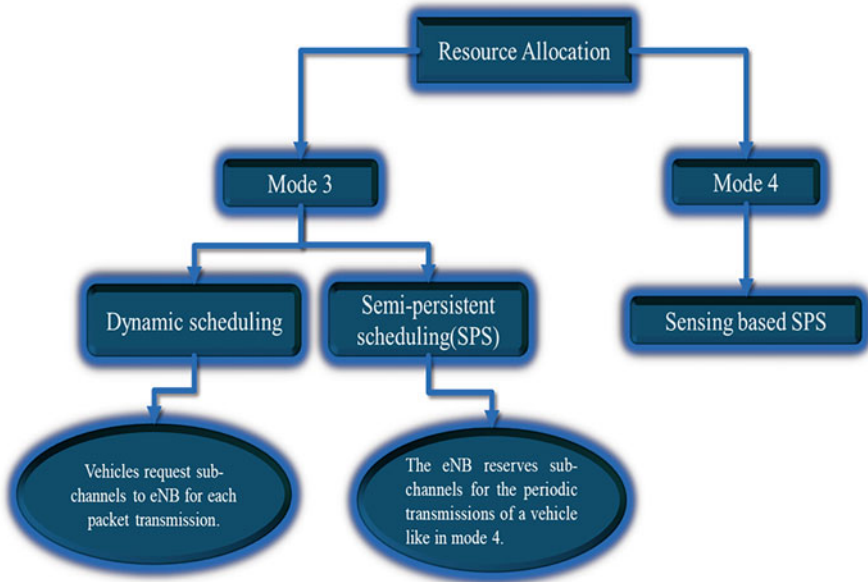 Resource Allocation
Mode 3
Mode 4
Dynamic scheduling
Semi-persistent
scheduling(SPS)
Sensing based SPS
Vehicles request sub-
channels to eNB for each
packet transmission.
The eNB reserves sub-
channels for the periodic
transmissions of a vehicle
like in mode 4.